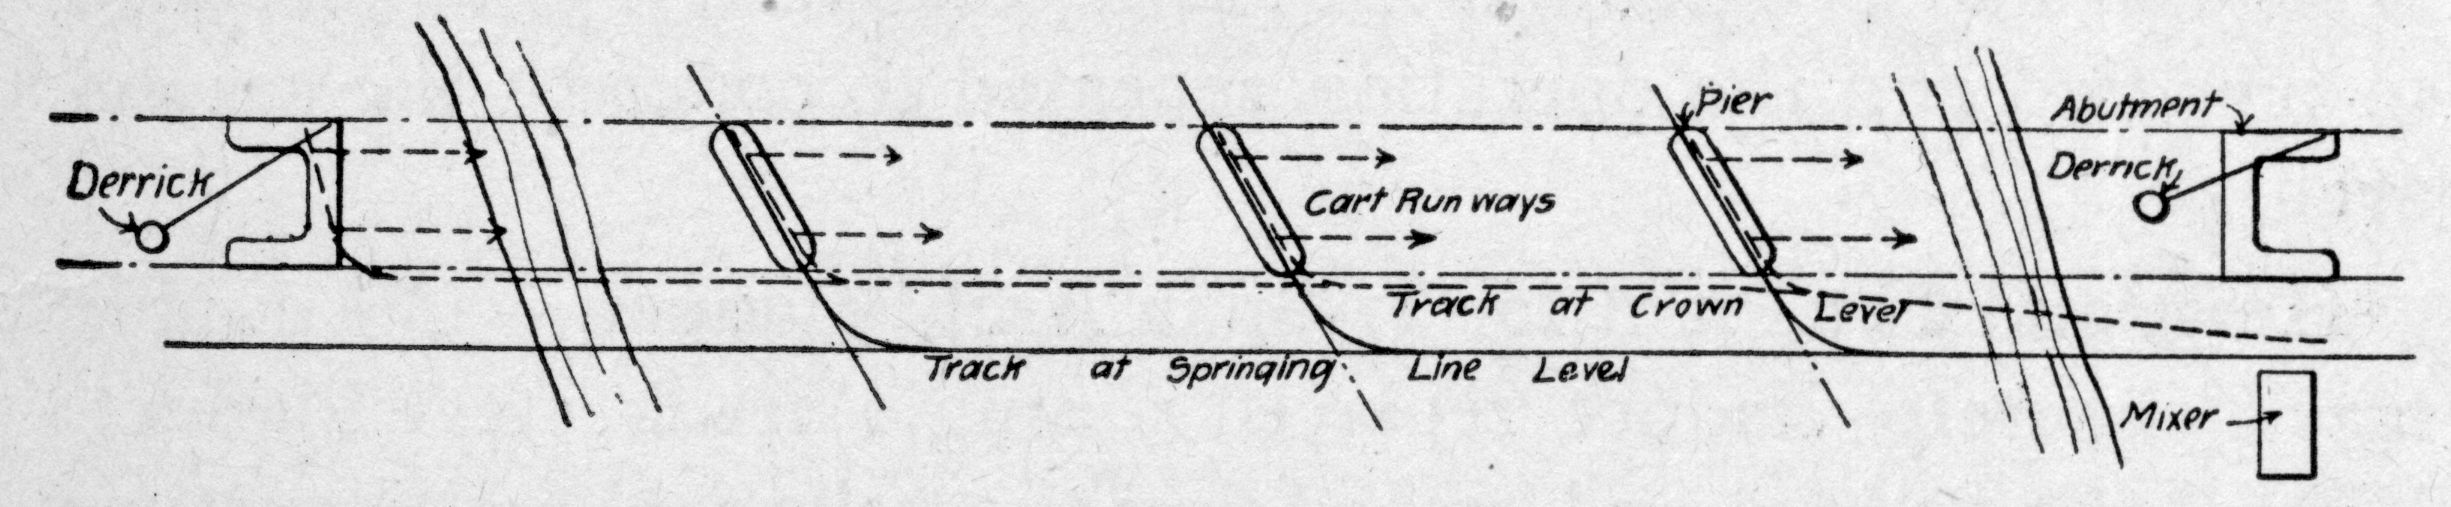 Pier
Abutment
Derrick
Derrick
Cart Run ways
Track at Crown Level
Track at Springing Line Level
Mixer